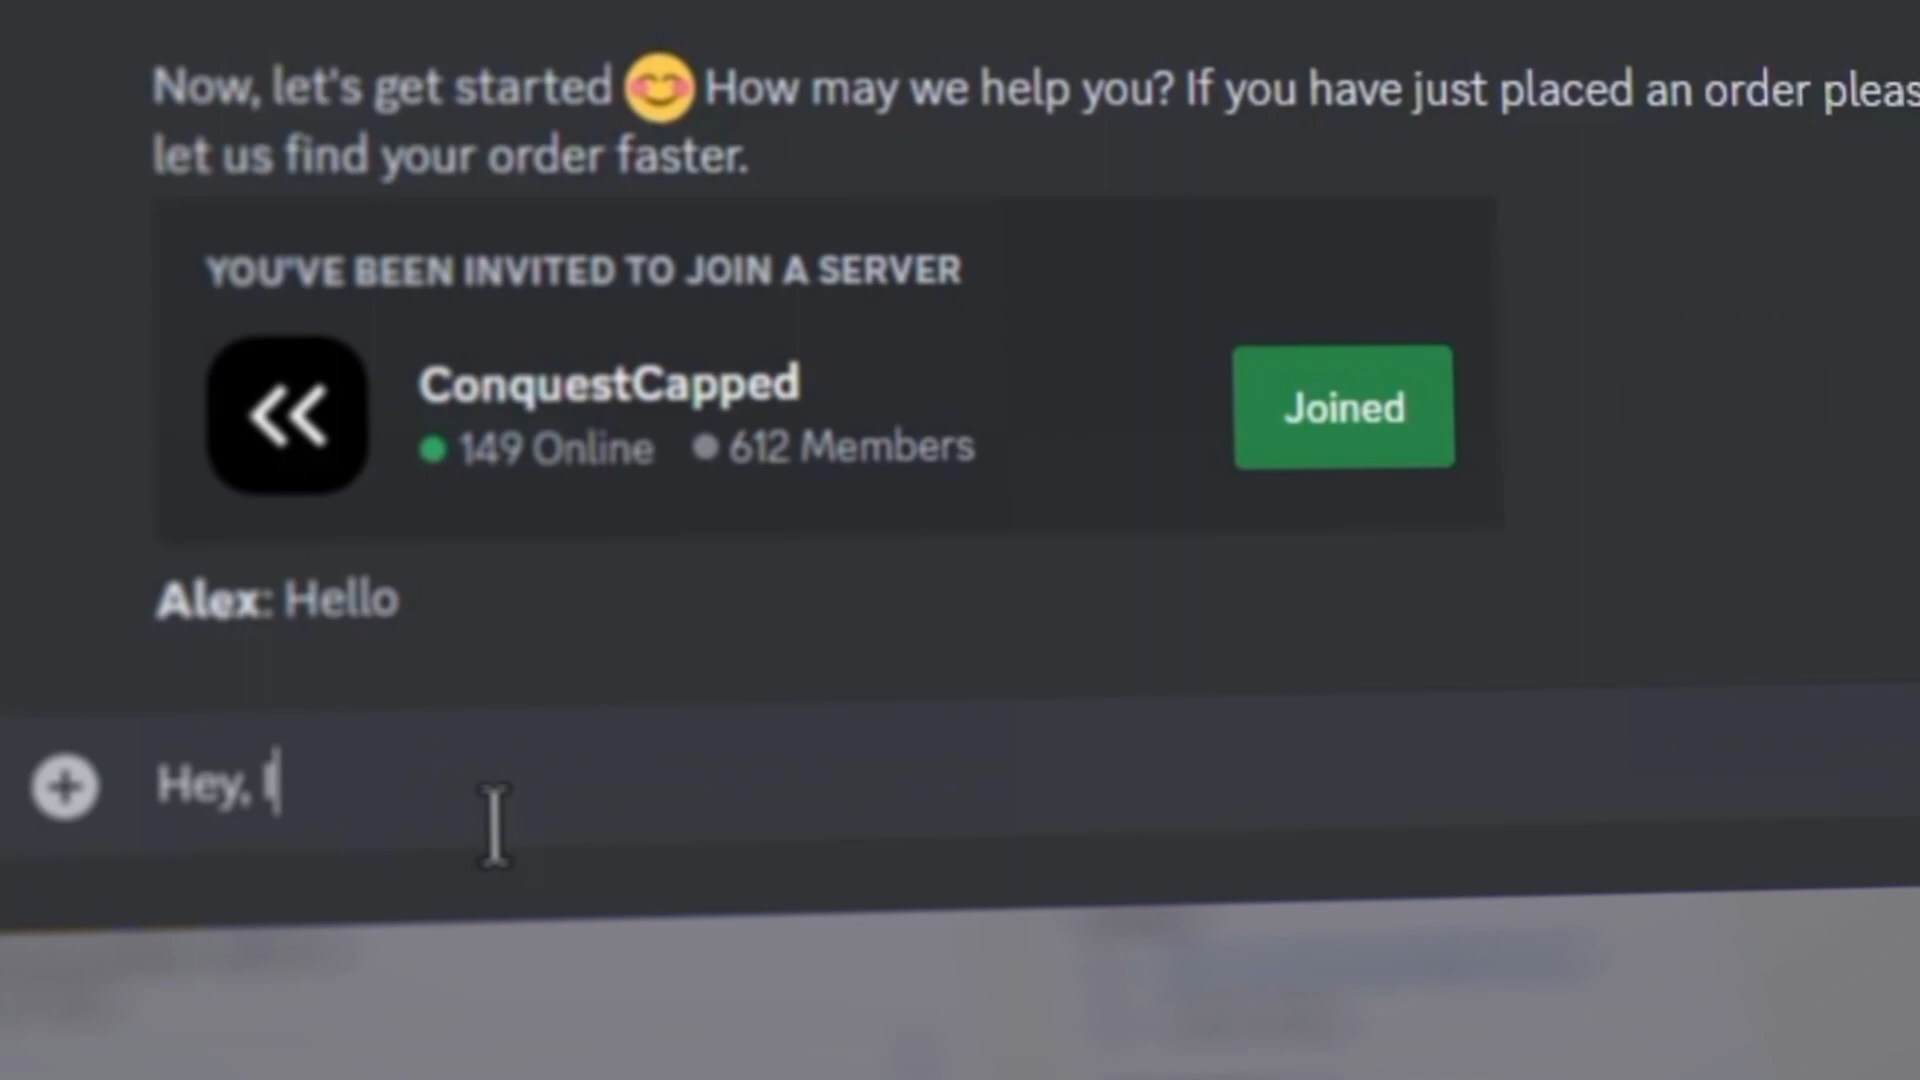 Now, let's get started 😊 How may we help you? If you have just placed an order pleas
let us find your order faster.
YOU'VE BEEN INVITED TO JOIN A SERVER
ConquestCapped
149 Online 612 Members
Joined
Alex: Hello
Hey, I